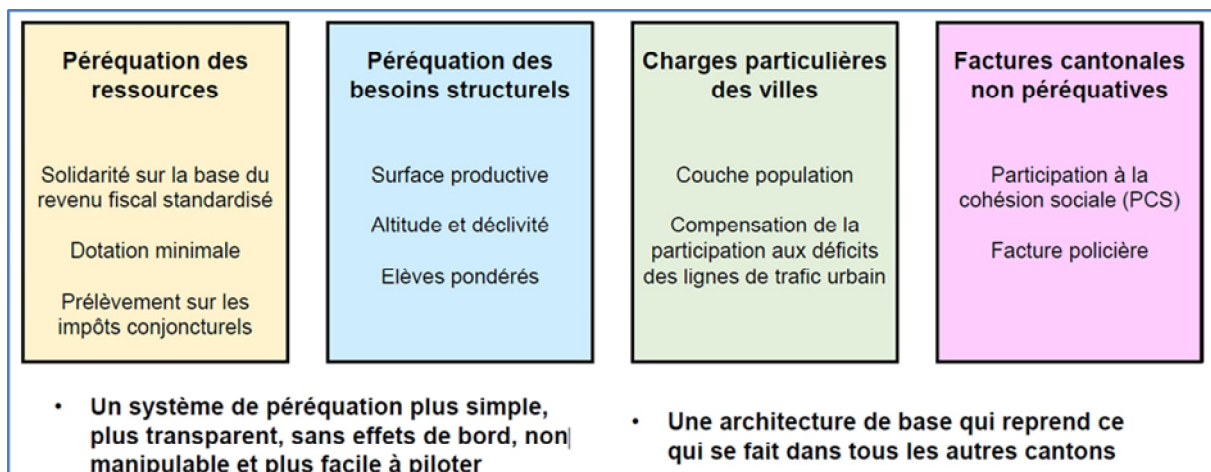 Péréquation des
ressources
Solidarité sur la base du
revenu fiscal standardisé
Dotation minimale
Prélèvement sur les
impôts conjoncturels
Péréquation des
besoins structurels
Surface productive
Altitude et déclivité
Elèves pondérés
Charges particulières
des villes
Couche population
Compensation de la
participation aux déficits
des lignes de trafic urbain
Factures cantonales
non péréquatives
Participation à la
cohésion sociale (PCS)
Facture policière
• Un système de péréquation plus simple,
plus transparent, sans effets de bord, non
manipulable et plus facile à piloter
• Une architecture de base qui reprend ce
qui se fait dans tous les autres cantons